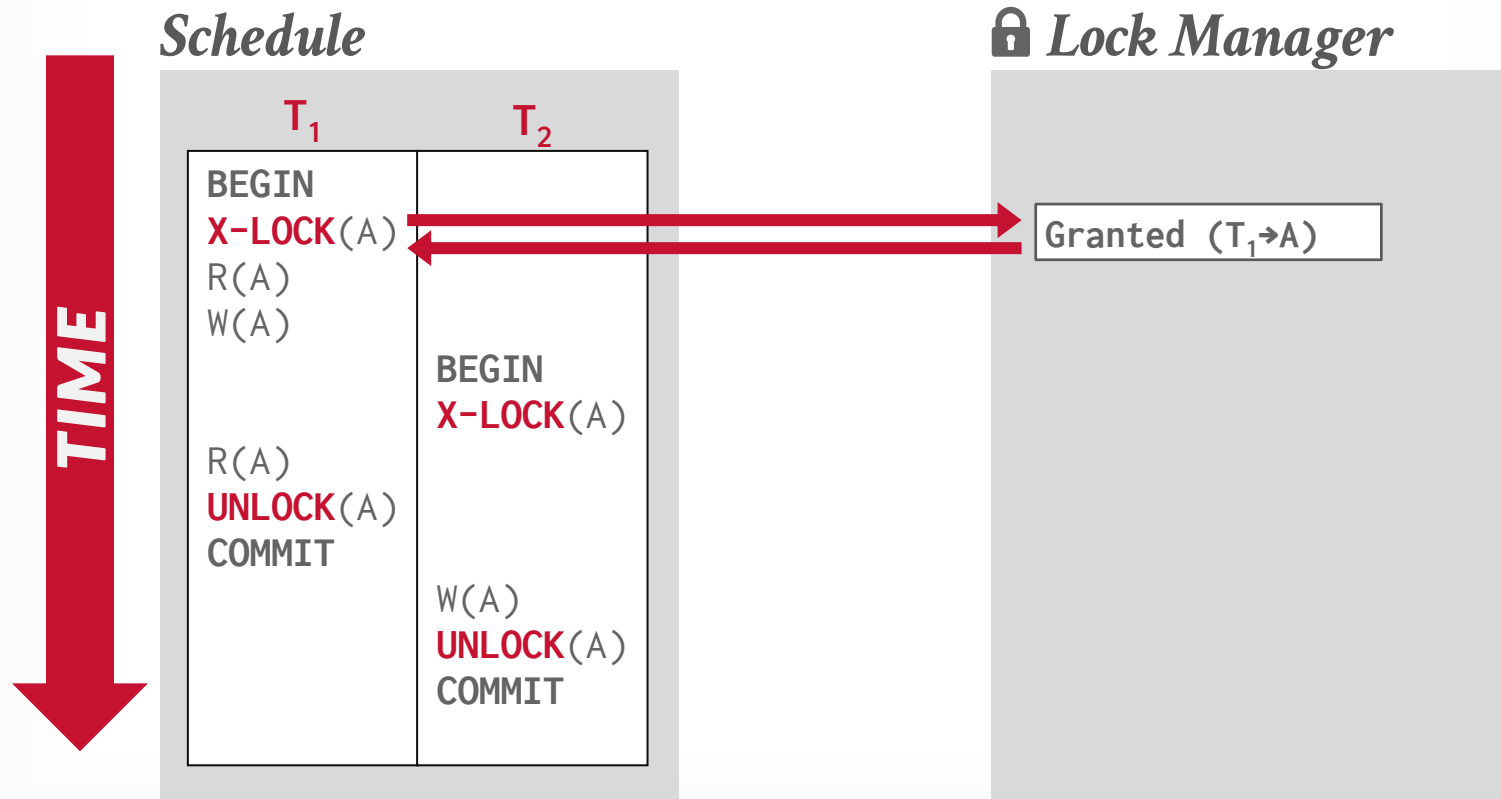 Schedule
Lock Manager
TIME
T₁
T₂
BEGIN
X-LOCK(A)
Granted (T₁→A)
R(A)
W(A)
BEGIN
X-LOCK(A)
R(A)
UNLOCK(A)
COMMIT
W(A)
UNLOCK(A)
COMMIT